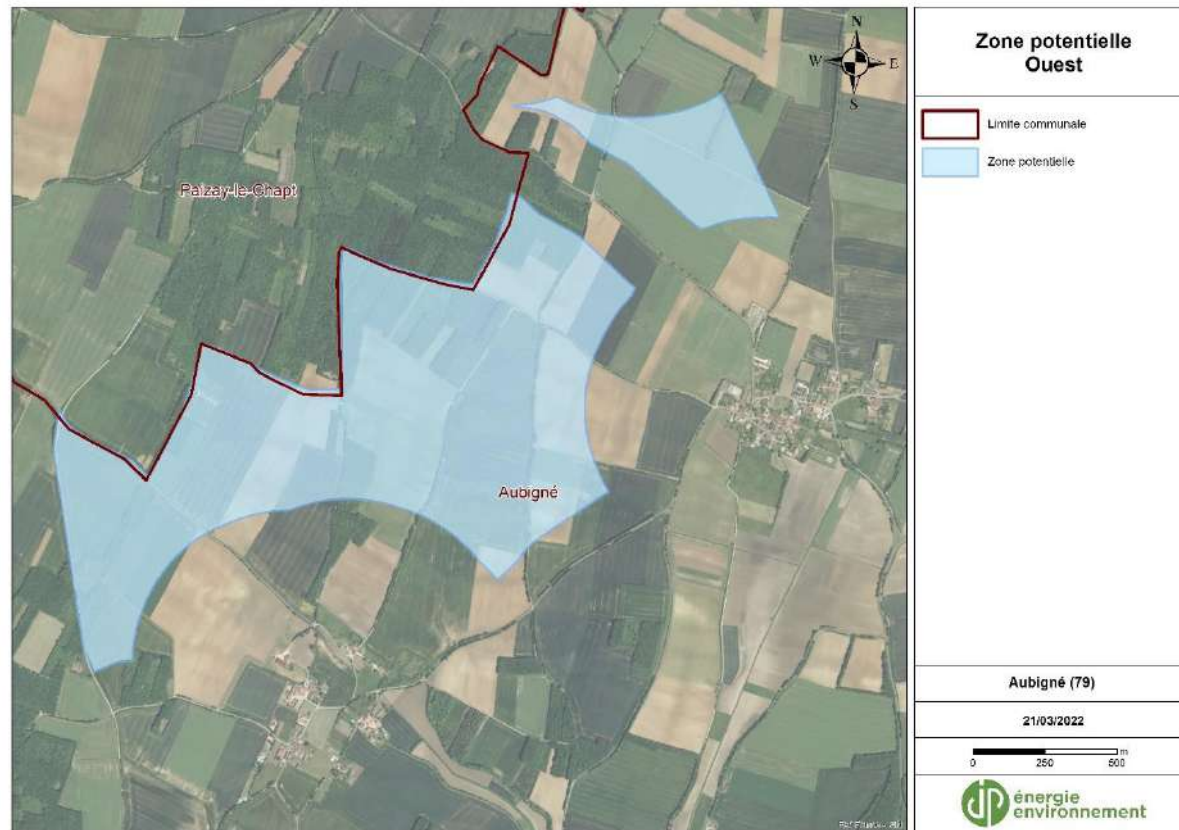 Zone potentielle
Ouest
Limite communale
Zone potentielle
N
W
E
S
Paizay-le-Chapt
Aubigné
Aubigné (79)
21/03/2022
m
0
250
500
JP énergie
environnement